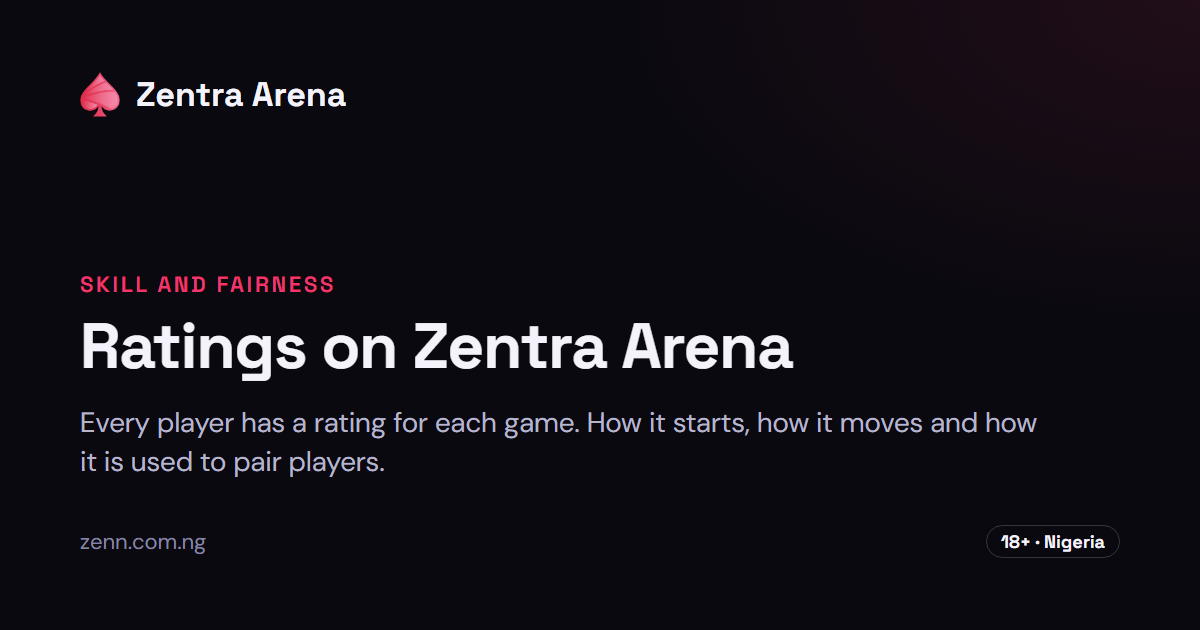 Zentra Arena
SKILL AND FAIRNESS
Ratings on Zentra Arena
Every player has a rating for each game. How it starts, how it moves and how
it is used to pair players.
zenn.com.ng
18+ · Nigeria